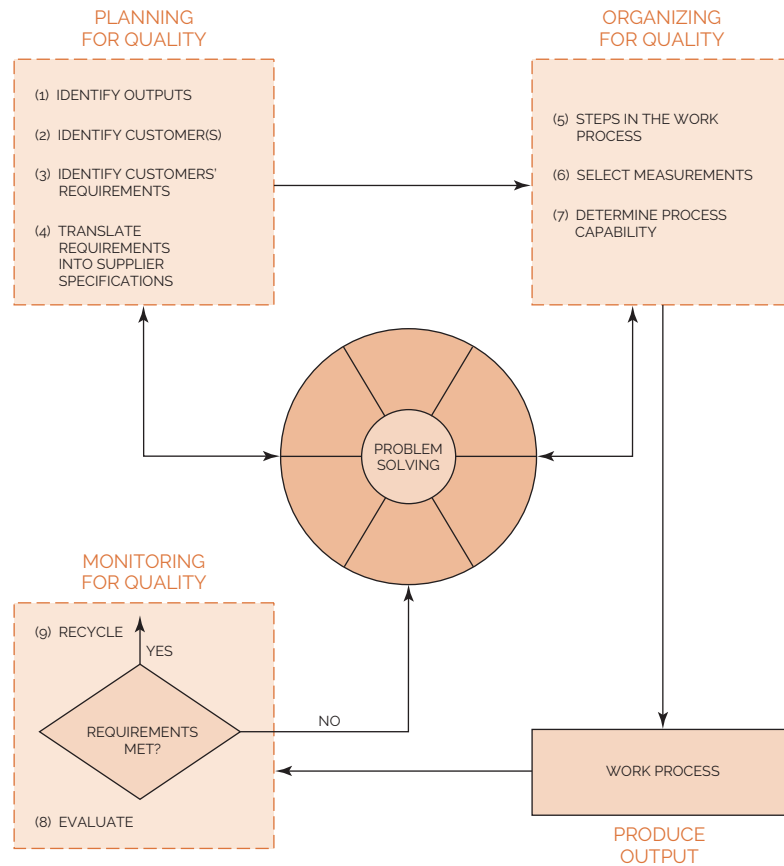 PLANNING
FOR QUALITY
(1) IDENTIFY OUTPUTS
(2) IDENTIFY CUSTOMER(S)
(3) IDENTIFY CUSTOMERS’
REQUIREMENTS
(4) TRANSLATE
REQUIREMENTS
INTO SUPPLIER
SPECIFICATIONS
ORGANIZING
FOR QUALITY
(5) STEPS IN THE WORK
PROCESS
(6) SELECT MEASUREMENTS
(7) DETERMINE PROCESS
CAPABILITY
PROBLEM
SOLVING
MONITORING
FOR QUALITY
(9) RECYCLE
YES
REQUIREMENTS
MET?
NO
(8) EVALUATE
WORK PROCESS
PRODUCE
OUTPUT